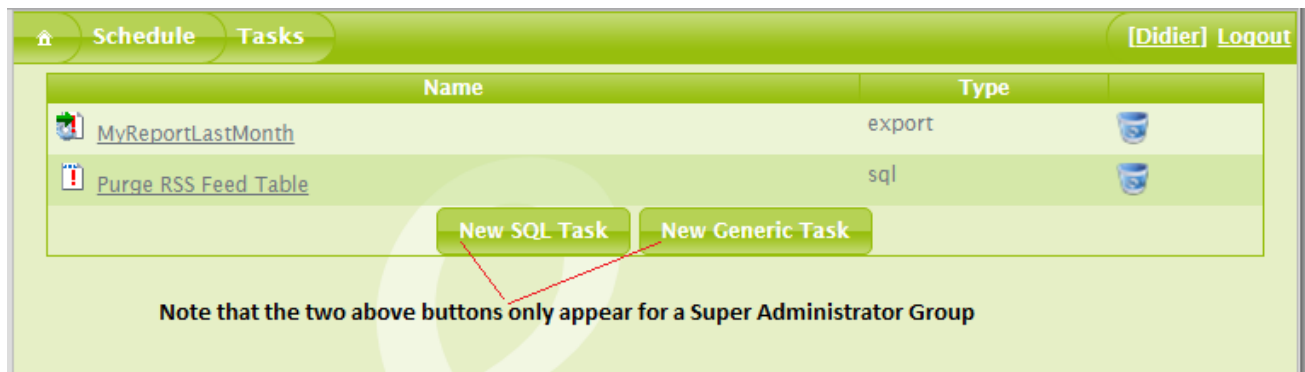 Schedule Tasks [Didier] Logout
Name Type
MyReportLastMonth export
Purge RSS Feed Table sql
New SQL Task New Generic Task
Note that the two above buttons only appear for a Super Administrator Group